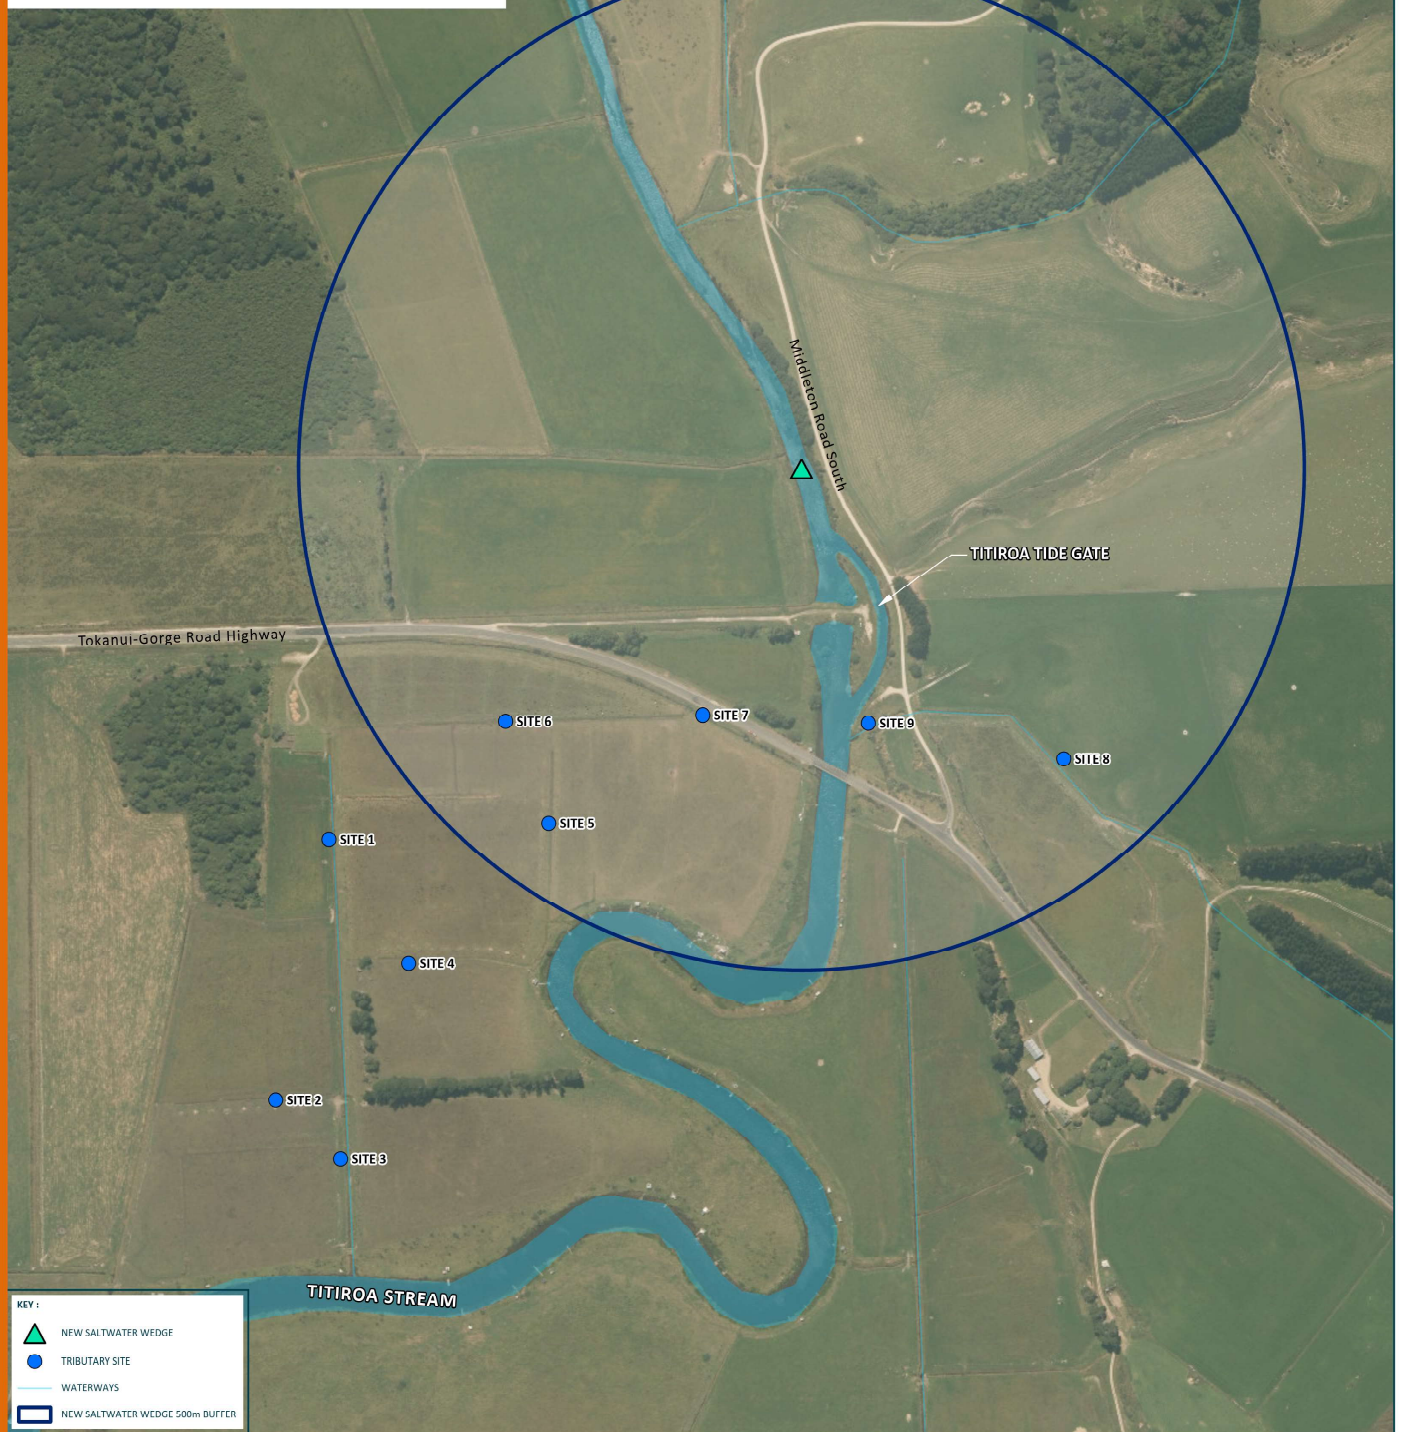 Middleton Road South
TITIROA TIDE GATE
Tokanui-Gorge Road Highway
SITE 6
SITE 7
SITE 9
SITE 8
SITE 5
SITE 1
SITE 4
SITE 2
SITE 3
TITIROA STREAM
KEY :
NEW SALTWATER WEDGE
TRIBUTARY SITE
WATERWAYS
NEW SALTWATER WEDGE 500m BUFFER